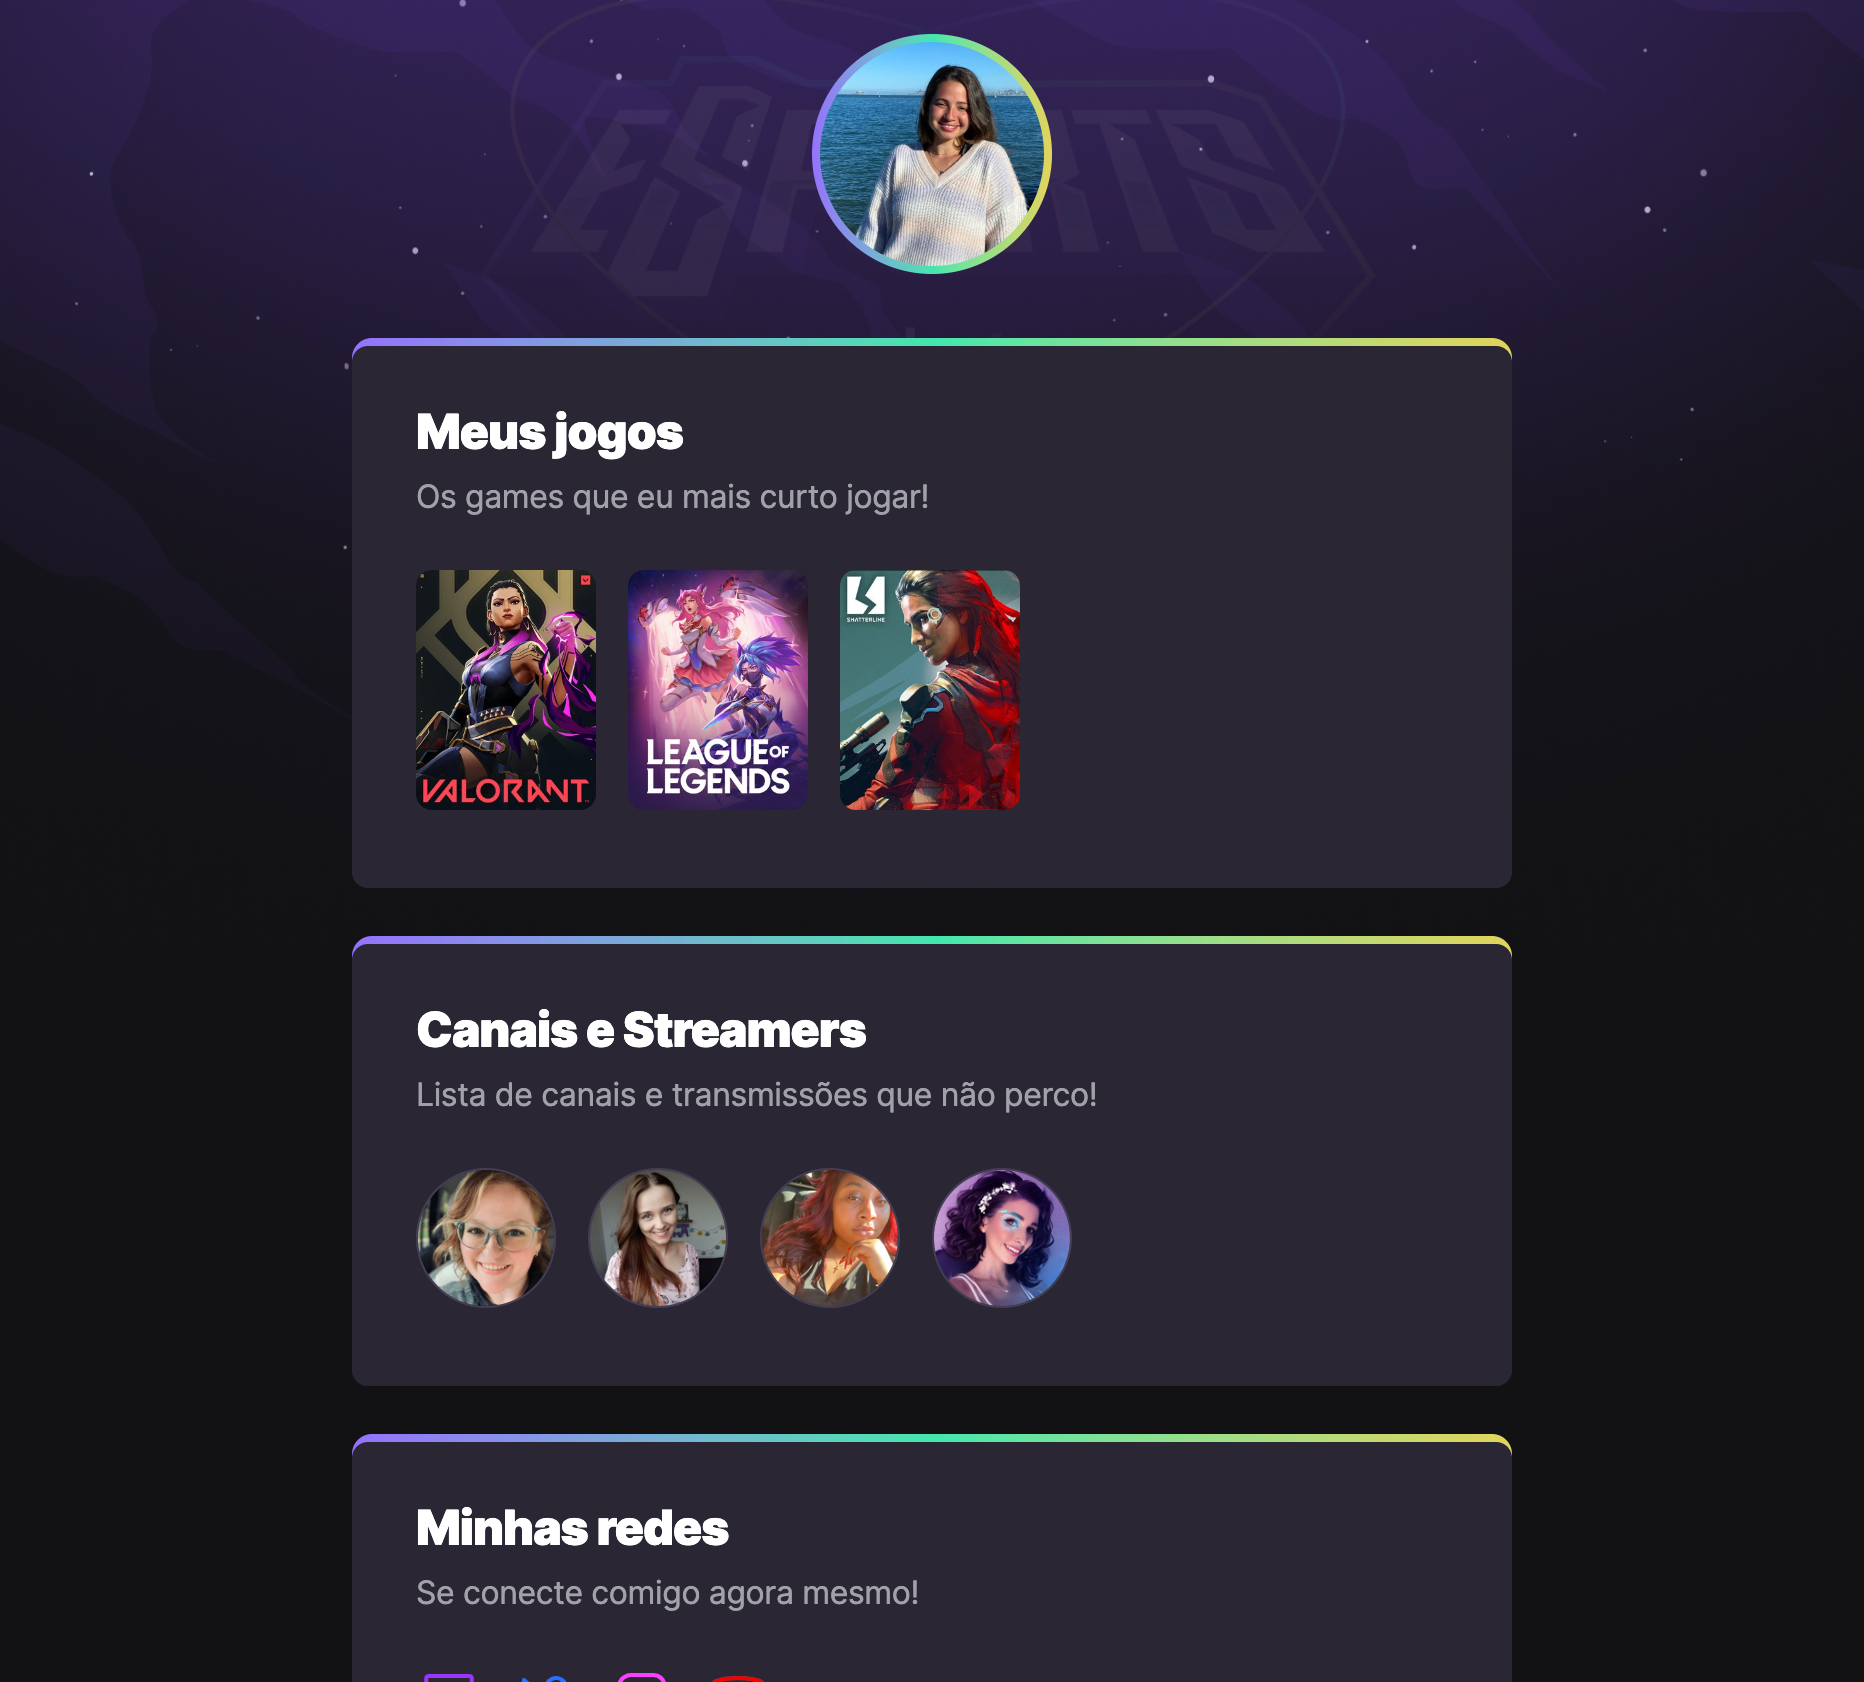 ESPORTS
Meus jogos
Os games que eu mais curto jogar!
VALORANT
LEAGUE OF
LEGENDS
SHATTERLINE
Canais e Streamers
Lista de canais e transmissões que não perco!
Minhas redes
Se conecte comigo agora mesmo!